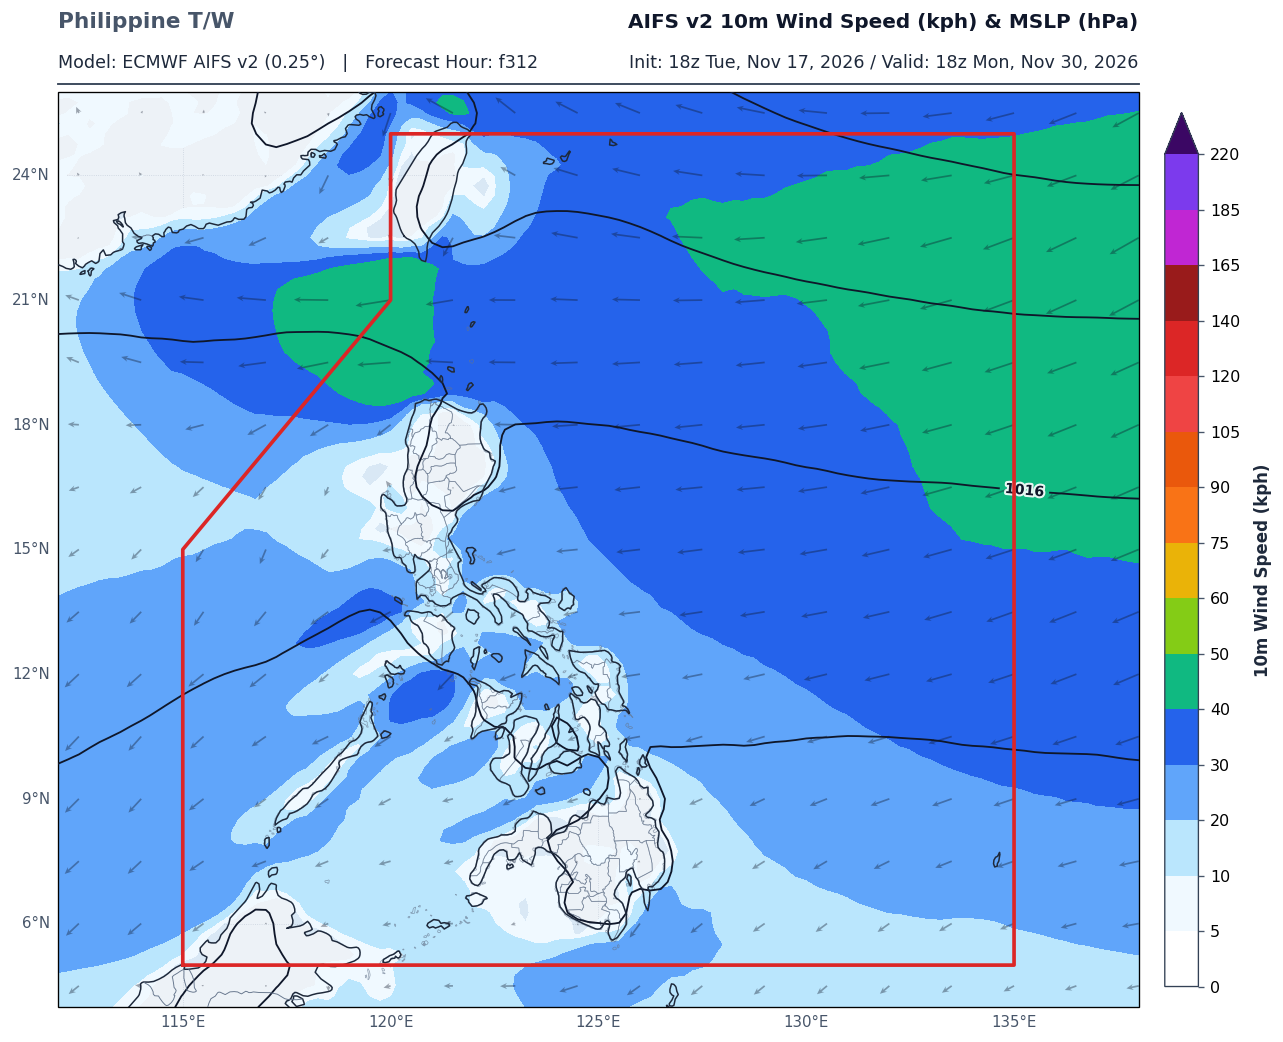 Philippine T/W
AIFS v2 10m Wind Speed (kph) & MSLP (hPa)
Model: ECMWF AIFS v2 (0.25°) | Forecast Hour: f312
Init: 18z Tue, Nov 17, 2026 / Valid: 18z Mon, Nov 30, 2026
24°N
21°N
18°N
15°N
12°N
9°N
6°N
1016
115°E
120°E
125°E
130°E
135°E
220
185
165
140
120
105
90
75
60
50
40
30
20
10
5
0
10m Wind Speed (kph)